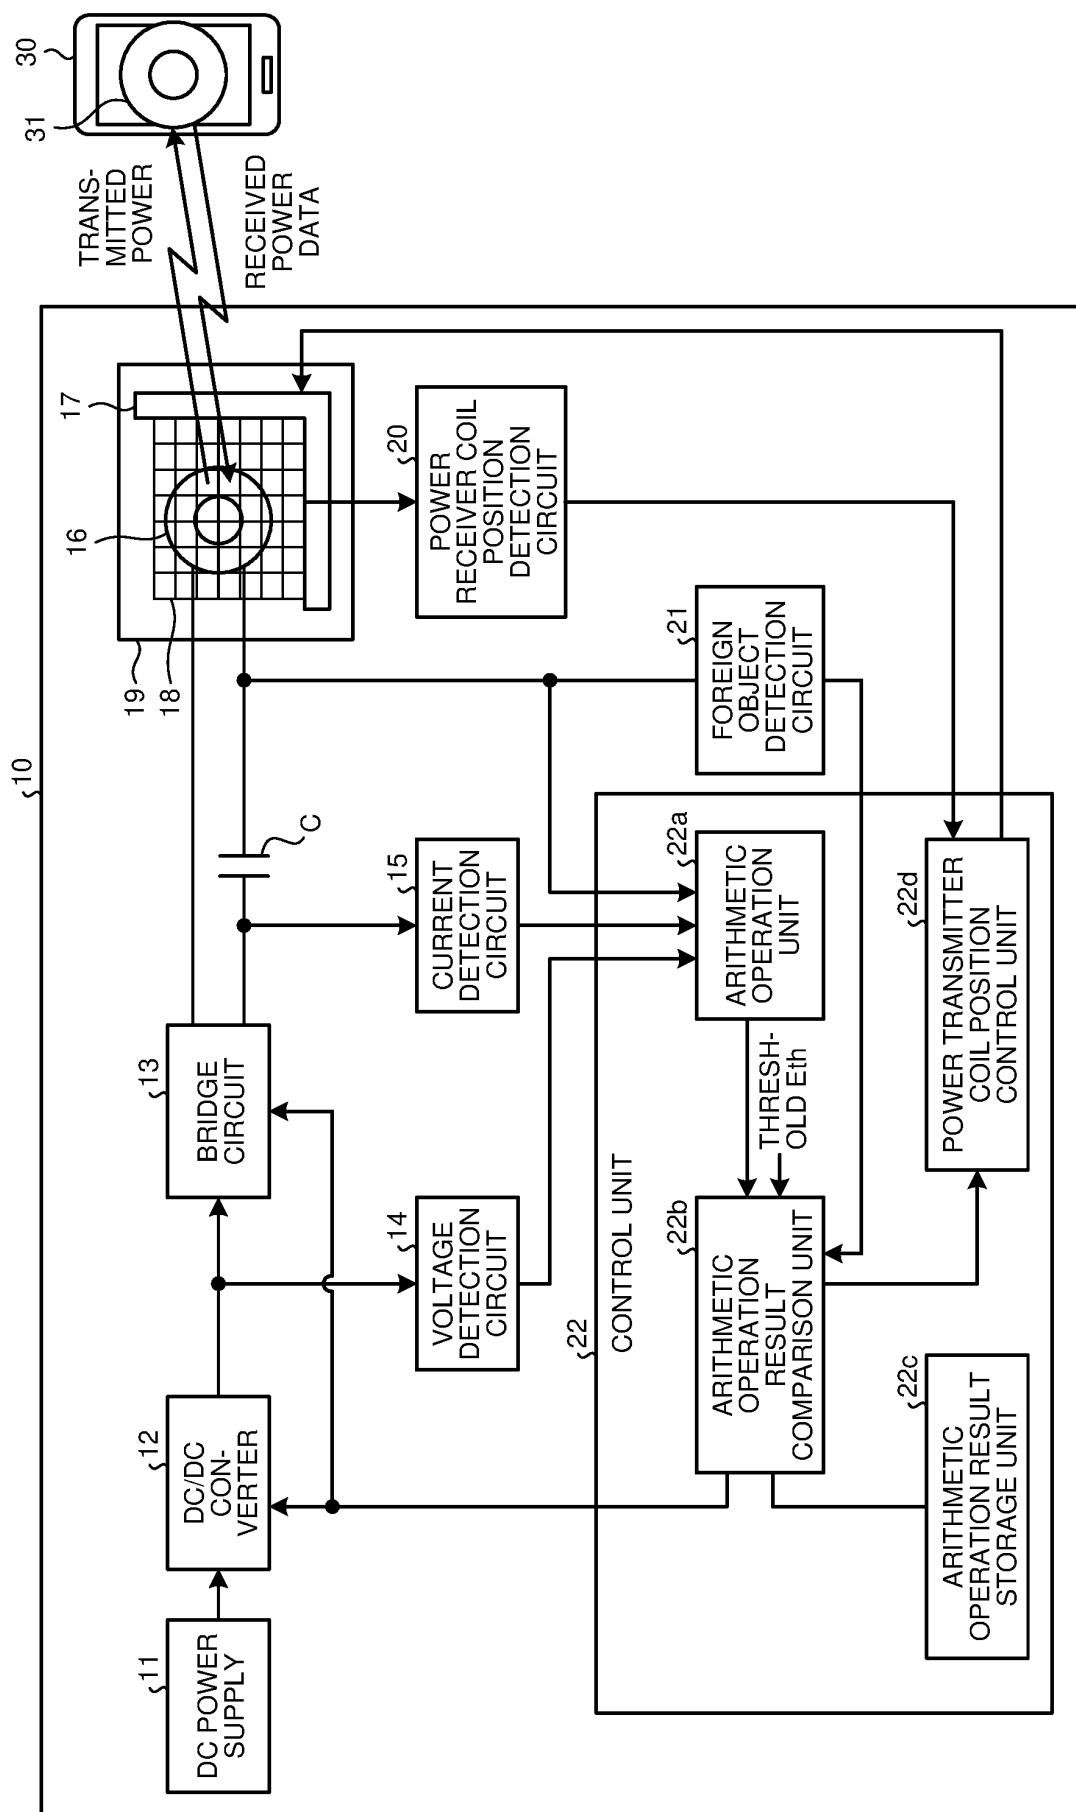 10
11
DC POWER
SUPPLY
12
DC/DC
CON-
VERTER
13
BRIDGE
CIRCUIT
C
19
18
16
17
TRANS-
MITTED
POWER
RECEIVED
POWER
DATA
30
31
14
VOLTAGE
DETECTION
CIRCUIT
15
CURRENT
DETECTION
CIRCUIT
20
POWER
RECEIVER COIL
POSITION
DETECTION
CIRCUIT
21
FOREIGN
OBJECT
DETECTION
CIRCUIT
22
CONTROL UNIT
22b
ARITHMETIC
OPERATION
RESULT
COMPARISON UNIT
THRESH-
OLD Eth
22a
ARITHMETIC
OPERATION
UNIT
22c
ARITHMETIC
OPERATION RESULT
STORAGE UNIT
22d
POWER TRANSMITTER
COIL POSITION
CONTROL UNIT